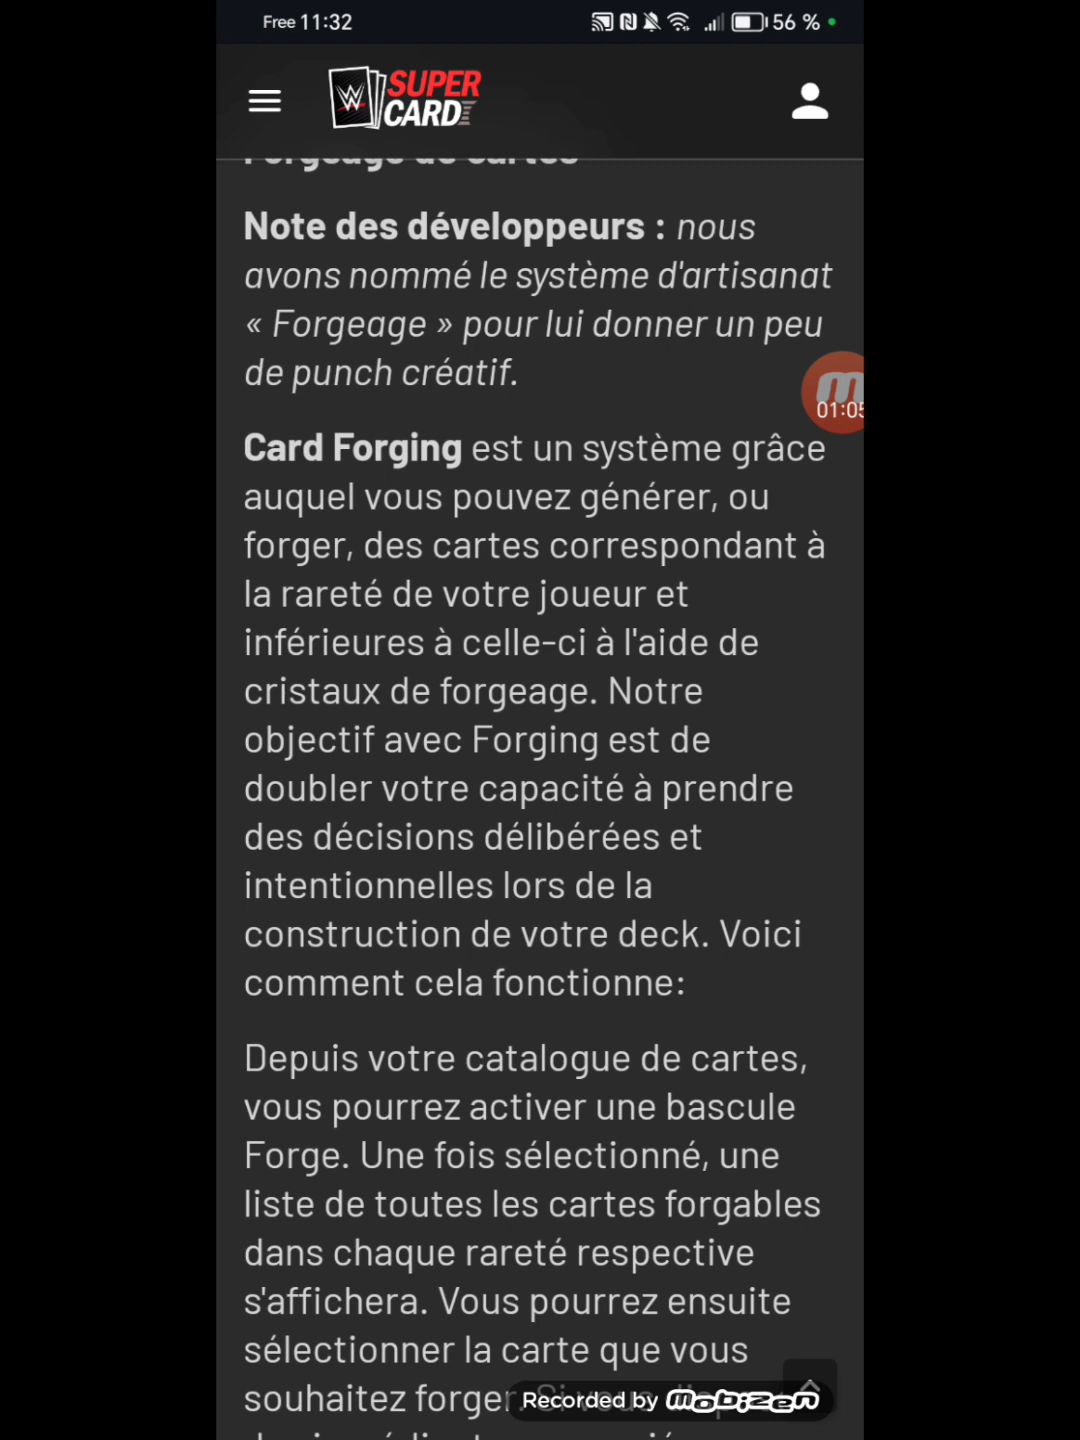 Free 11:32
56 %
W SUPER
CARD
Forgeage de cartes
Note des développeurs : nous
avons nommé le système d'artisanat
« Forgeage » pour lui donner un peu
de punch créatif.
01:05
Card Forging est un système grâce
auquel vous pouvez générer, ou
forger, des cartes correspondant à
la rareté de votre joueur et
inférieures à celle-ci à l'aide de
cristaux de forgeage. Notre
objectif avec Forging est de
doubler votre capacité à prendre
des décisions délibérées et
intentionnelles lors de la
construction de votre deck. Voici
comment cela fonctionne:
Depuis votre catalogue de cartes,
vous pourrez activer une bascule
Forge. Une fois sélectionné, une
liste de toutes les cartes forgables
dans chaque rareté respective
s'affichera. Vous pourrez ensuite
sélectionner la carte que vous
souhaitez forger. Si vous
Recorded by mobizen